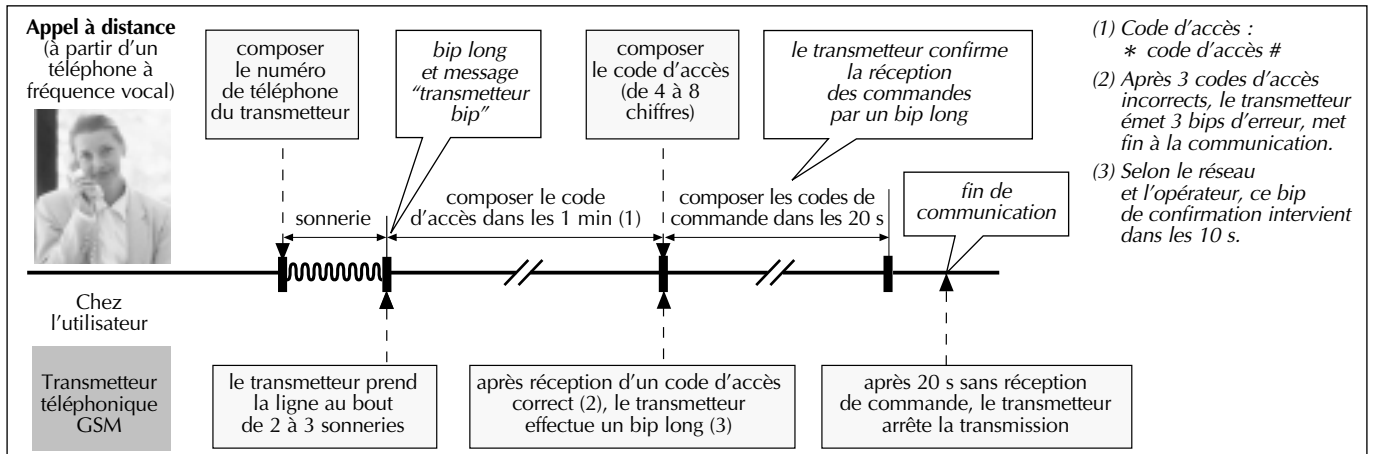 Appel à distance
(à partir d'un
téléphone à
fréquence vocal)
composer
le numéro
de téléphone
du transmetteur
bip long
et message
"transmetteur
bip"
composer
le code d'accès
(de 4 à 8
chiffres)
le transmetteur confirme
la réception
des commandes
par un bip long
(1) Code d'accès :
* code d'accès #
(2) Après 3 codes d'accès
incorrects, le transmetteur
émet 3 bips d'erreur, met
fin à la communication.
(3) Selon le réseau
et l'opérateur, ce bip
de confirmation intervient
dans les 10 s.
sonnerie
composer le code
d'accès dans les 1 min (1)
composer les codes de
commande dans les 20 s
fin de
communication
Chez
l'utilisateur
Transmetteur
téléphonique
GSM
le transmetteur prend
la ligne au bout
de 2 à 3 sonneries
après réception d'un code d'accès
correct (2), le transmetteur
effectue un bip long (3)
après 20 s sans réception
de commande, le transmetteur
arrête la transmission